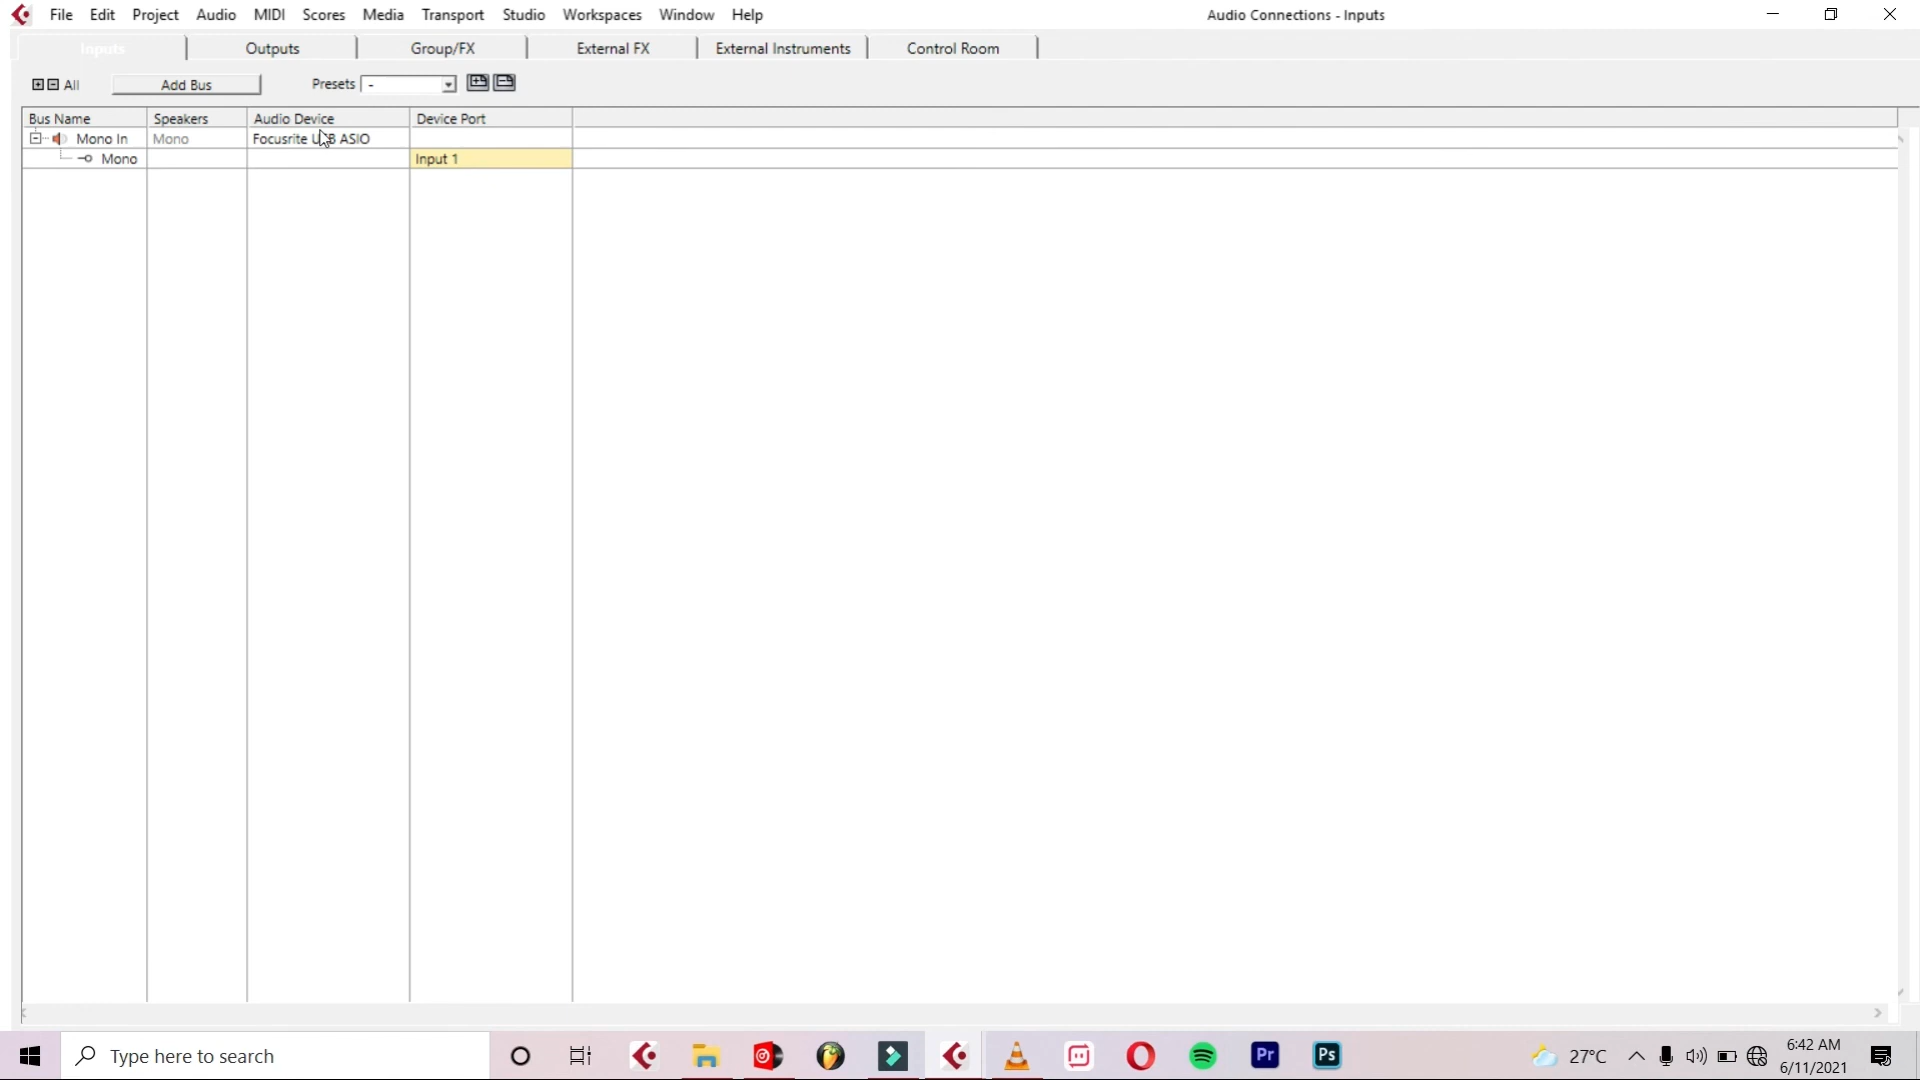 File Edit Project Audio MIDI Scores Media Transport Studio Workspaces Window Help Audio Connections - Inputs
Inputs Outputs Group/FX External FX External Instruments Control Room
All Add Bus Presets -
Bus Name Speakers Audio Device Device Port
Mono In Mono Focusrite USB ASIO
Mono Input 1
Type here to search Pr Ps 27°C 6:42 AM
6/11/2021